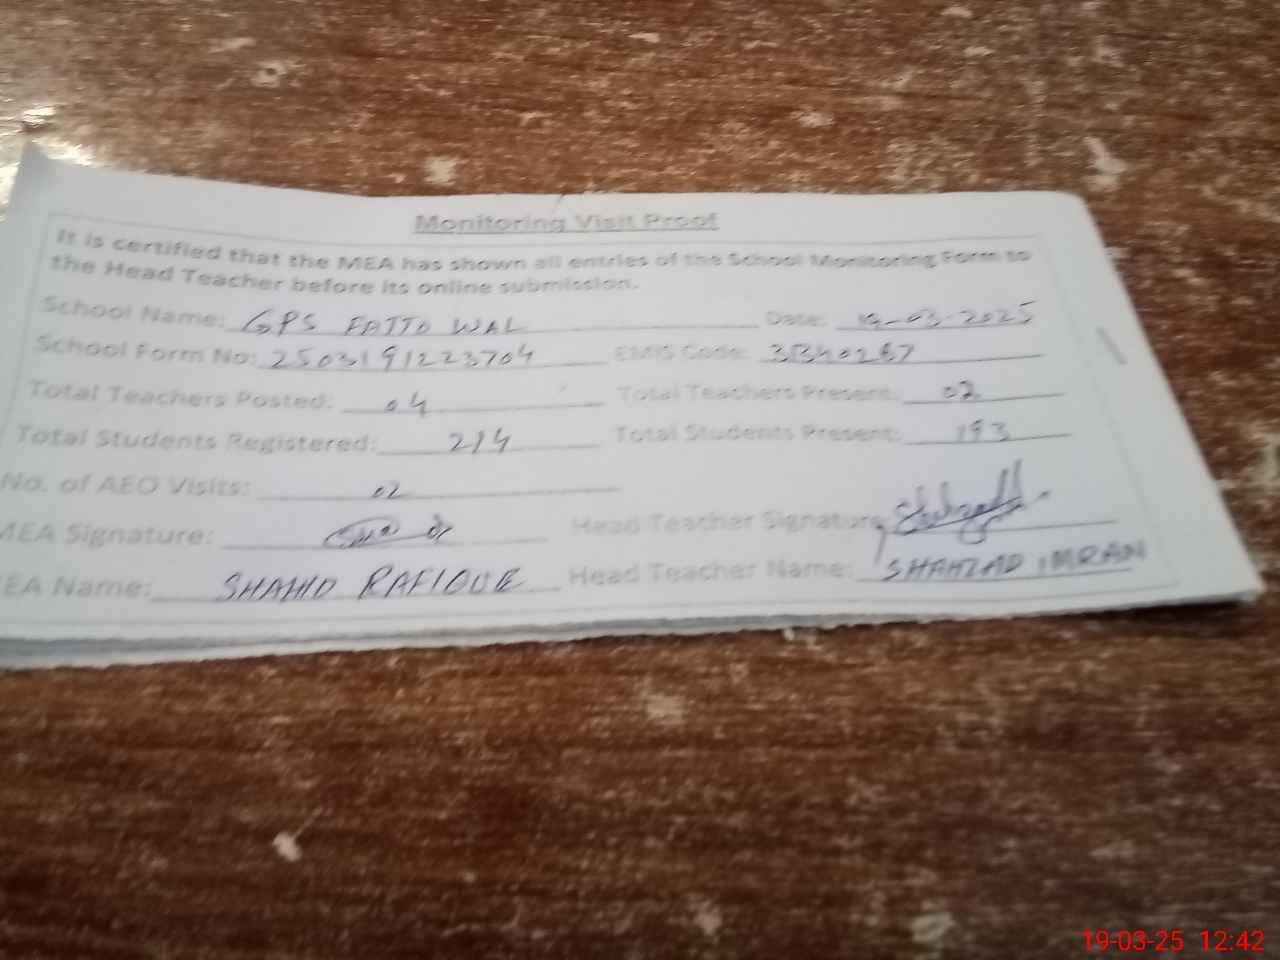 Monitoring Visit Proof
It is certified that the MEA has shown all entries of the School Monitoring Form to
the Head Teacher before its online submission.
School Name: GPS FATTO WAL Date: 19-03-2025
School Form No: 2503191223704 EMIS Code:
Total Teachers Posted: 04 Total Teachers Present: 02
Total Students Registered: 214 Total Students Present: 193
No. of AEO Visits: 02
MEA Signature: Head Teacher Signature
EA Name: SHAHID RAFIQUE Head Teacher Name: SHAHZAD IMRAN
19-03-25 12:42